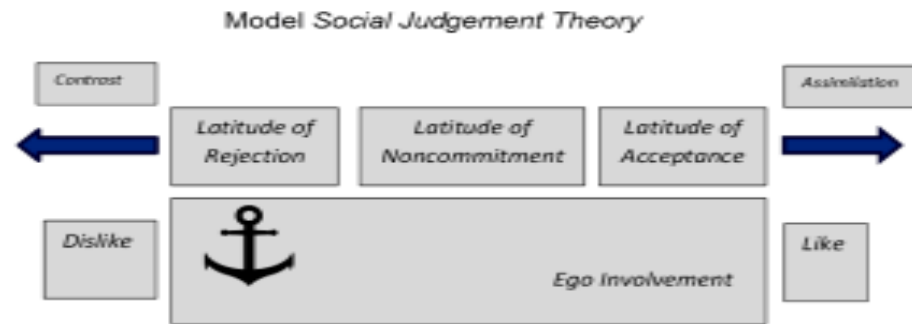 Model Social Judgement Theory
Contrast
Assimilation
Latitude of
Rejection
Latitude of
Noncommitment
Latitude of
Acceptance
Dislike
Ego Involvement
Like